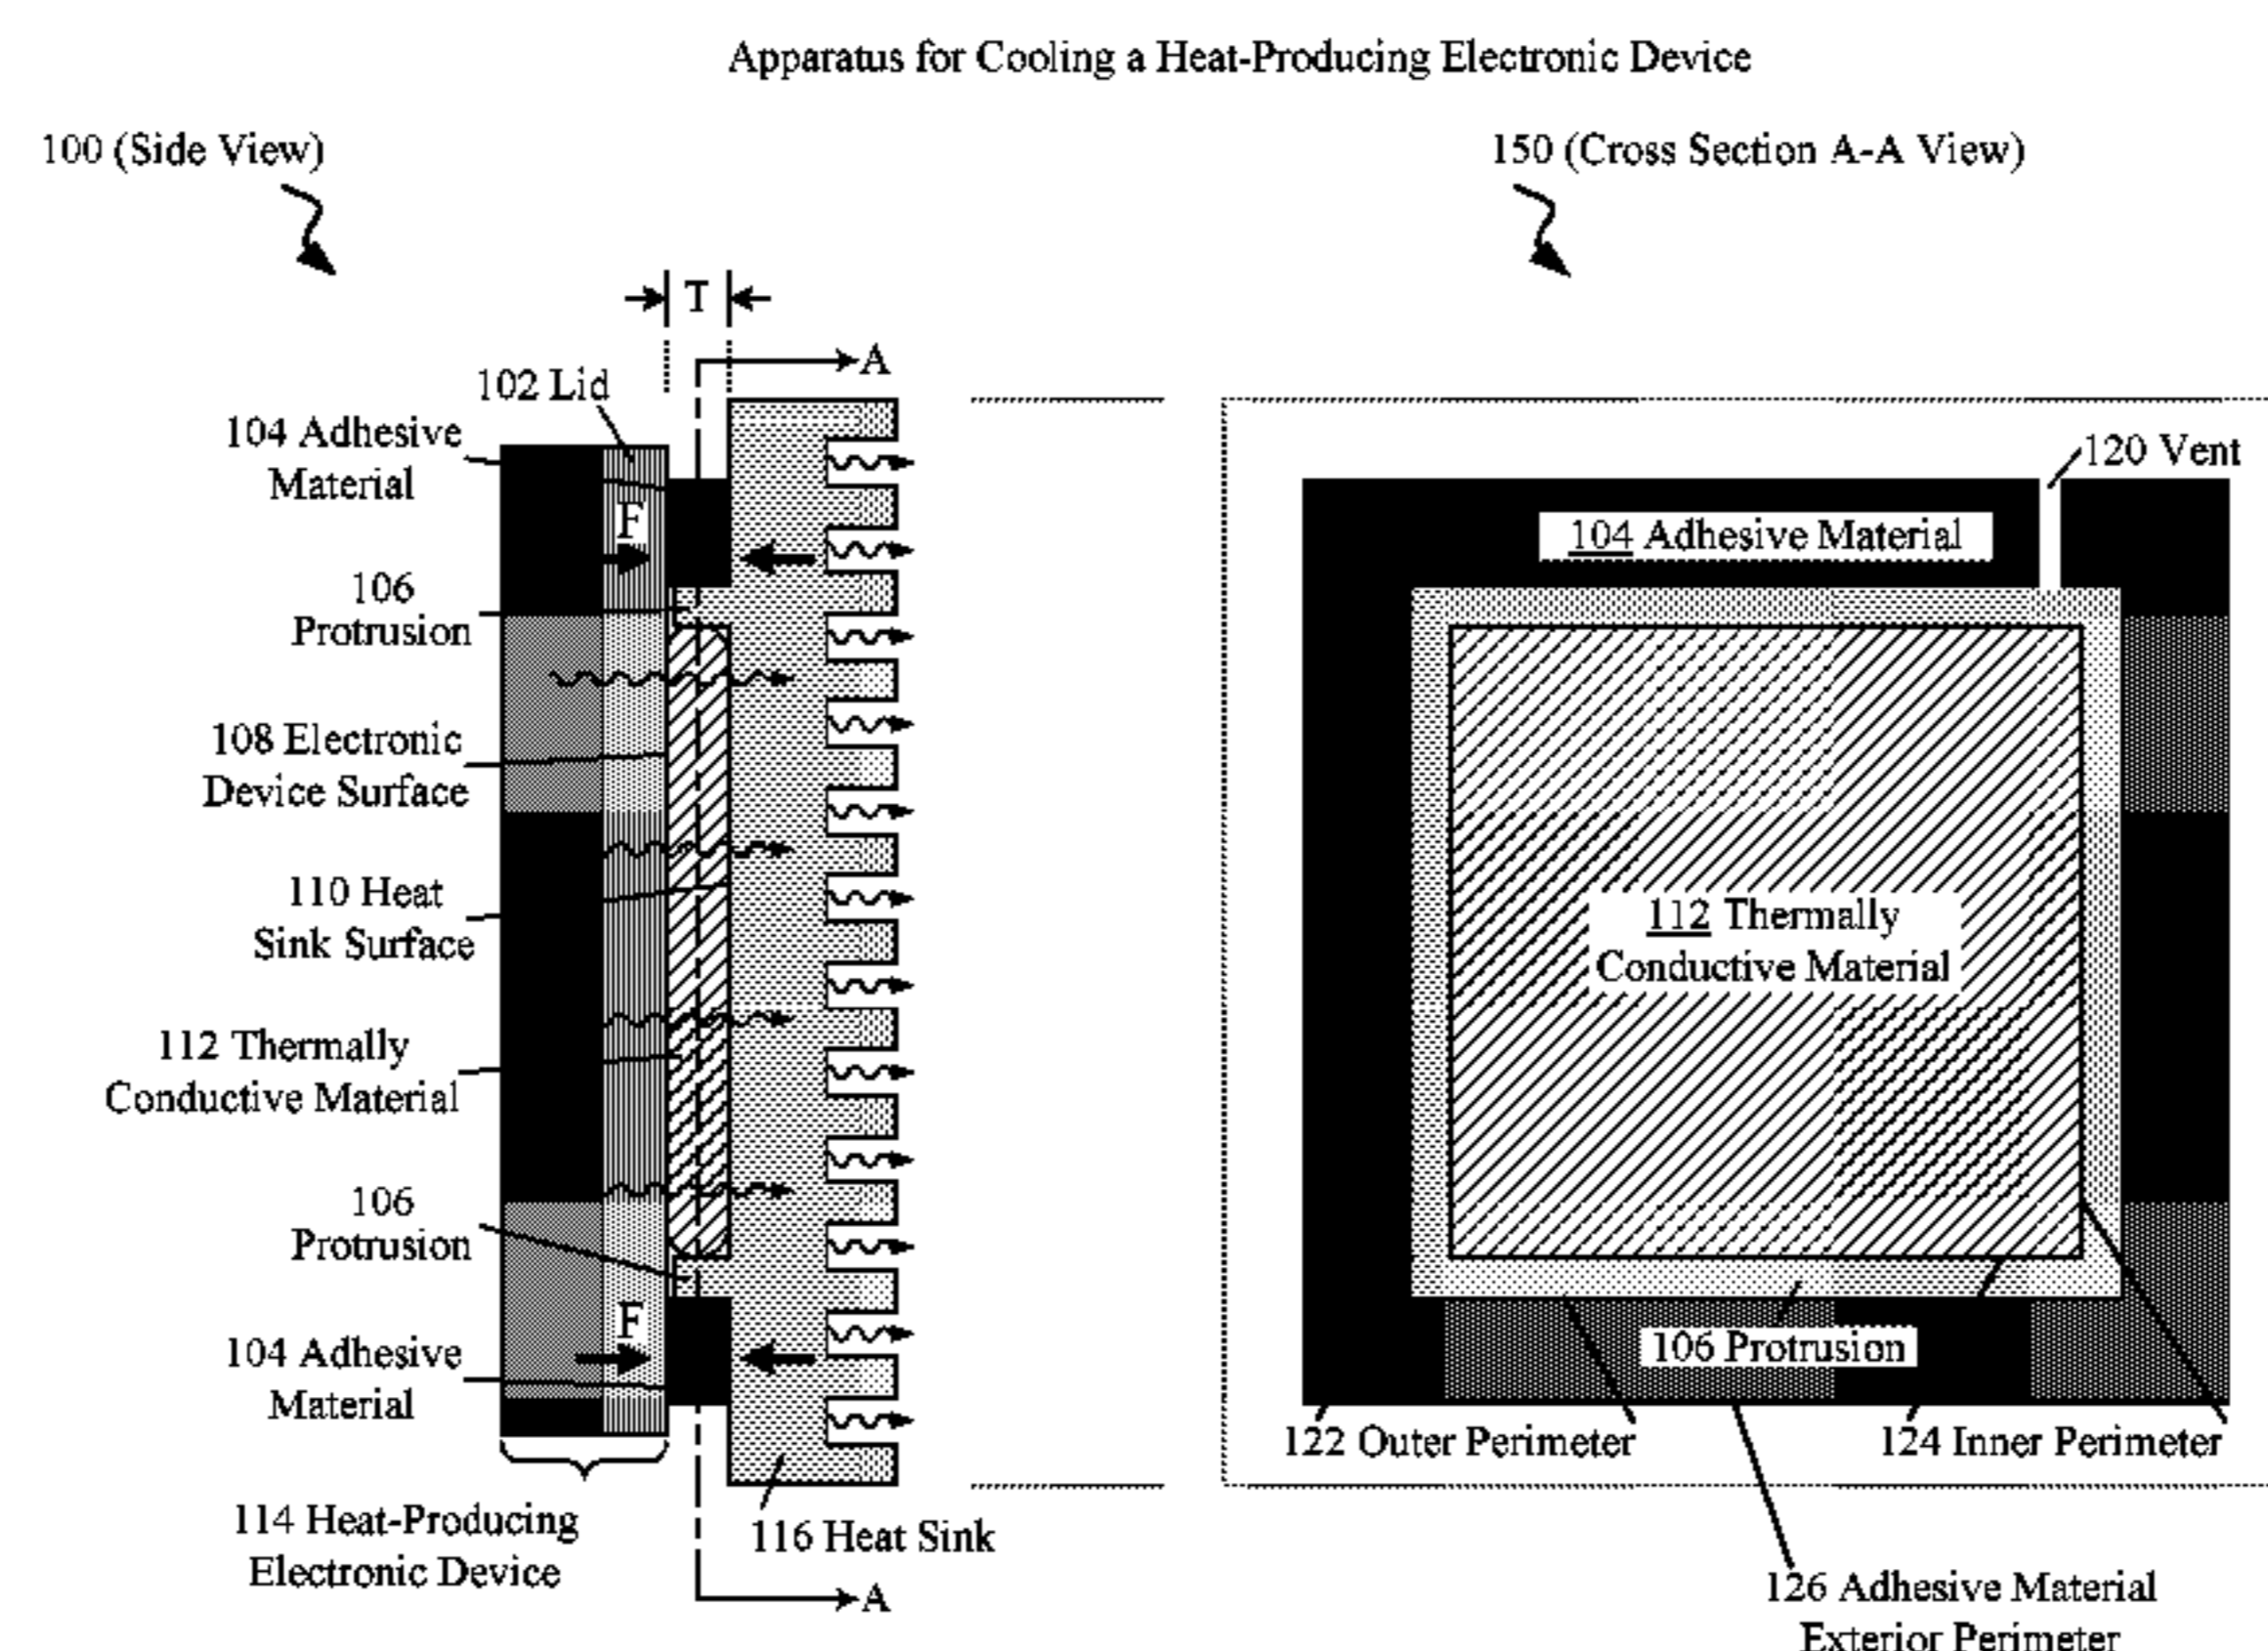 Apparatus for Cooling a Heat-Producing Electronic Device
100 (Side View)
150 (Cross Section A-A View)
T
A
102 Lid
104 Adhesive
Material
F
106
Protrusion
108 Electronic
Device Surface
110 Heat
Sink Surface
112 Thermally
Conductive Material
106
Protrusion
F
104 Adhesive
Material
114 Heat-Producing
Electronic Device
116 Heat Sink
A
120 Vent
104 Adhesive Material
112 Thermally
Conductive Material
106 Protrusion
122 Outer Perimeter
124 Inner Perimeter
126 Adhesive Material
Exterior Perimeter